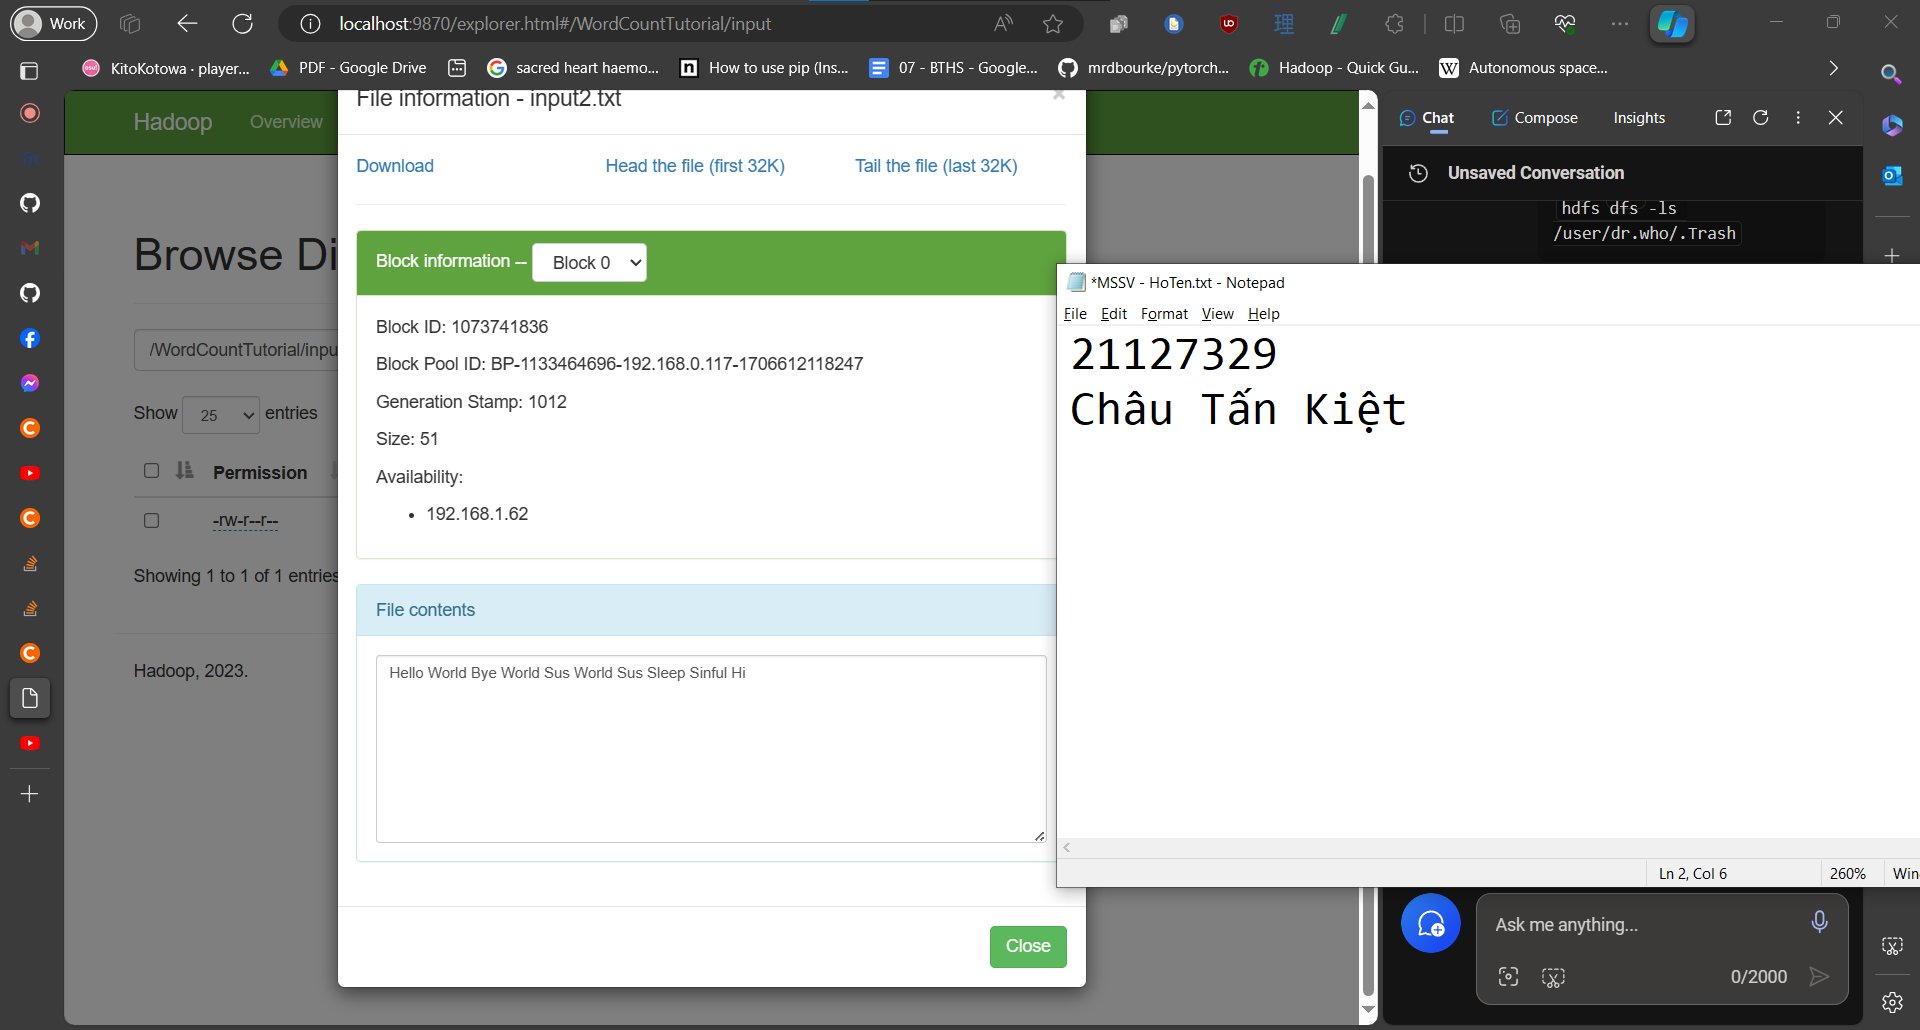 Work
localhost:9870/explorer.html#/WordCountTutorial/input
KitoKotowa · player...
PDF - Google Drive
sacred heart haemo...
How to use pip (Ins...
07 - BTHS - Google...
mrdbourke/pytorch...
Hadoop - Quick Gu...
Autonomous space...
Hadoop
Overview
Browse Di
/WordCountTutorial/inpu
Show 25 entries
Permission
-rw-r--r--
Showing 1 to 1 of 1 entries
Hadoop, 2023.
File information - input2.txt
×
Download
Head the file (first 32K)
Tail the file (last 32K)
Block information -- Block 0
Block ID: 1073741836
Block Pool ID: BP-1133464696-192.168.0.117-1706612118247
Generation Stamp: 1012
Size: 51
Availability:
192.168.1.62
File contents
Hello World Bye World Sus World Sus Sleep Sinful Hi
Close
Chat
Compose
Insights
Unsaved Conversation
hdfs dfs -ls
/user/dr.who/.Trash
*MSSV - HoTen.txt - Notepad
File Edit Format View Help
21127329
Châu Tấn Kiệt
Ln 2, Col 6
260%
Win
Ask me anything...
0/2000